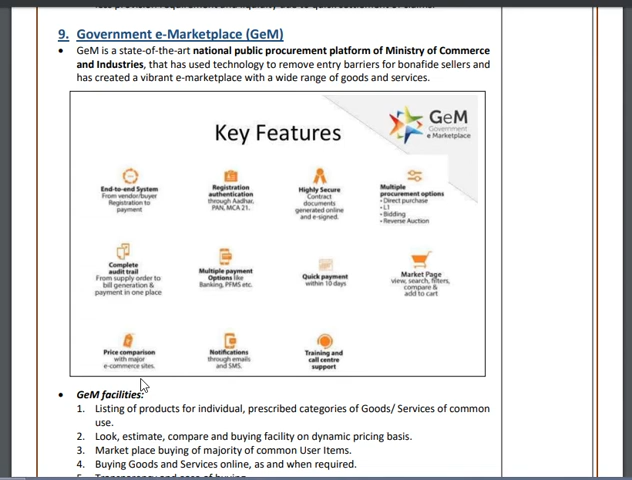 9. Government e-Marketplace (GeM)
• GeM is a state-of-the-art national public procurement platform of Ministry of Commerce
and Industries, that has used technology to remove entry barriers for bonafide sellers and
has created a vibrant e-marketplace with a wide range of goods and services.
GeM
Government
e Marketplace
Key Features
End-to-end System
From vendor/buyer
Registration to
payment
Registration
authentication
through Aadhar,
PAN, MCA 21.
Highly Secure
Contract
documents
generated online
and e-signed.
Multiple
procurement options
• Direct purchase
• L1
• Bidding
• Reverse Auction
Complete
audit trail
From supply order to
bill generation &
payment in one place
Multiple payment
Options like
Banking, PFMS etc.
Quick payment
within 10 days
Market Page
view, search, filters,
compare &
add to cart
Price comparison
with major
e-commerce sites.
Notifications
through emails
and SMS.
Training and
call centre
support
• GeM facilities:
1. Listing of products for individual, prescribed categories of Goods/ Services of common
use.
2. Look, estimate, compare and buying facility on dynamic pricing basis.
3. Market place buying of majority of common User Items.
4. Buying Goods and Services online, as and when required.